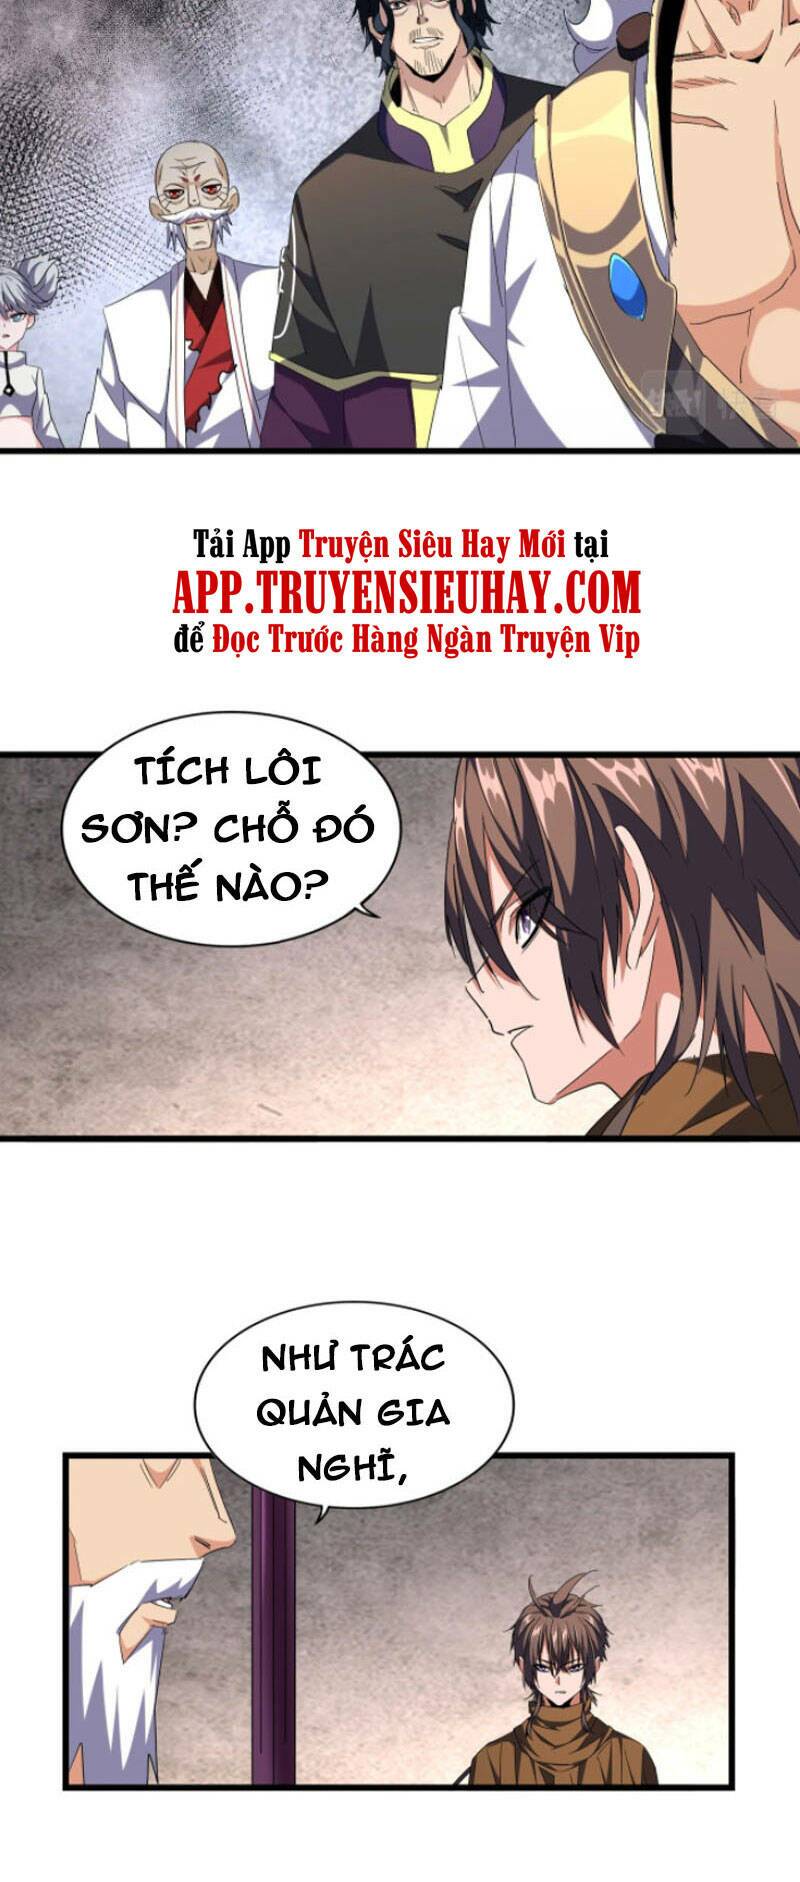 Tải App Truyện Siêu Hay Mới tại
APP.TRUYENSIEUHAY.COM
để Đọc Trước Hàng Ngàn Truyện Vip
TÍCH LÔI
SƠN? CHỖ ĐÓ
THẾ NÀO?
NHƯ TRÁC
QUẢN GIA
NGHĨ,